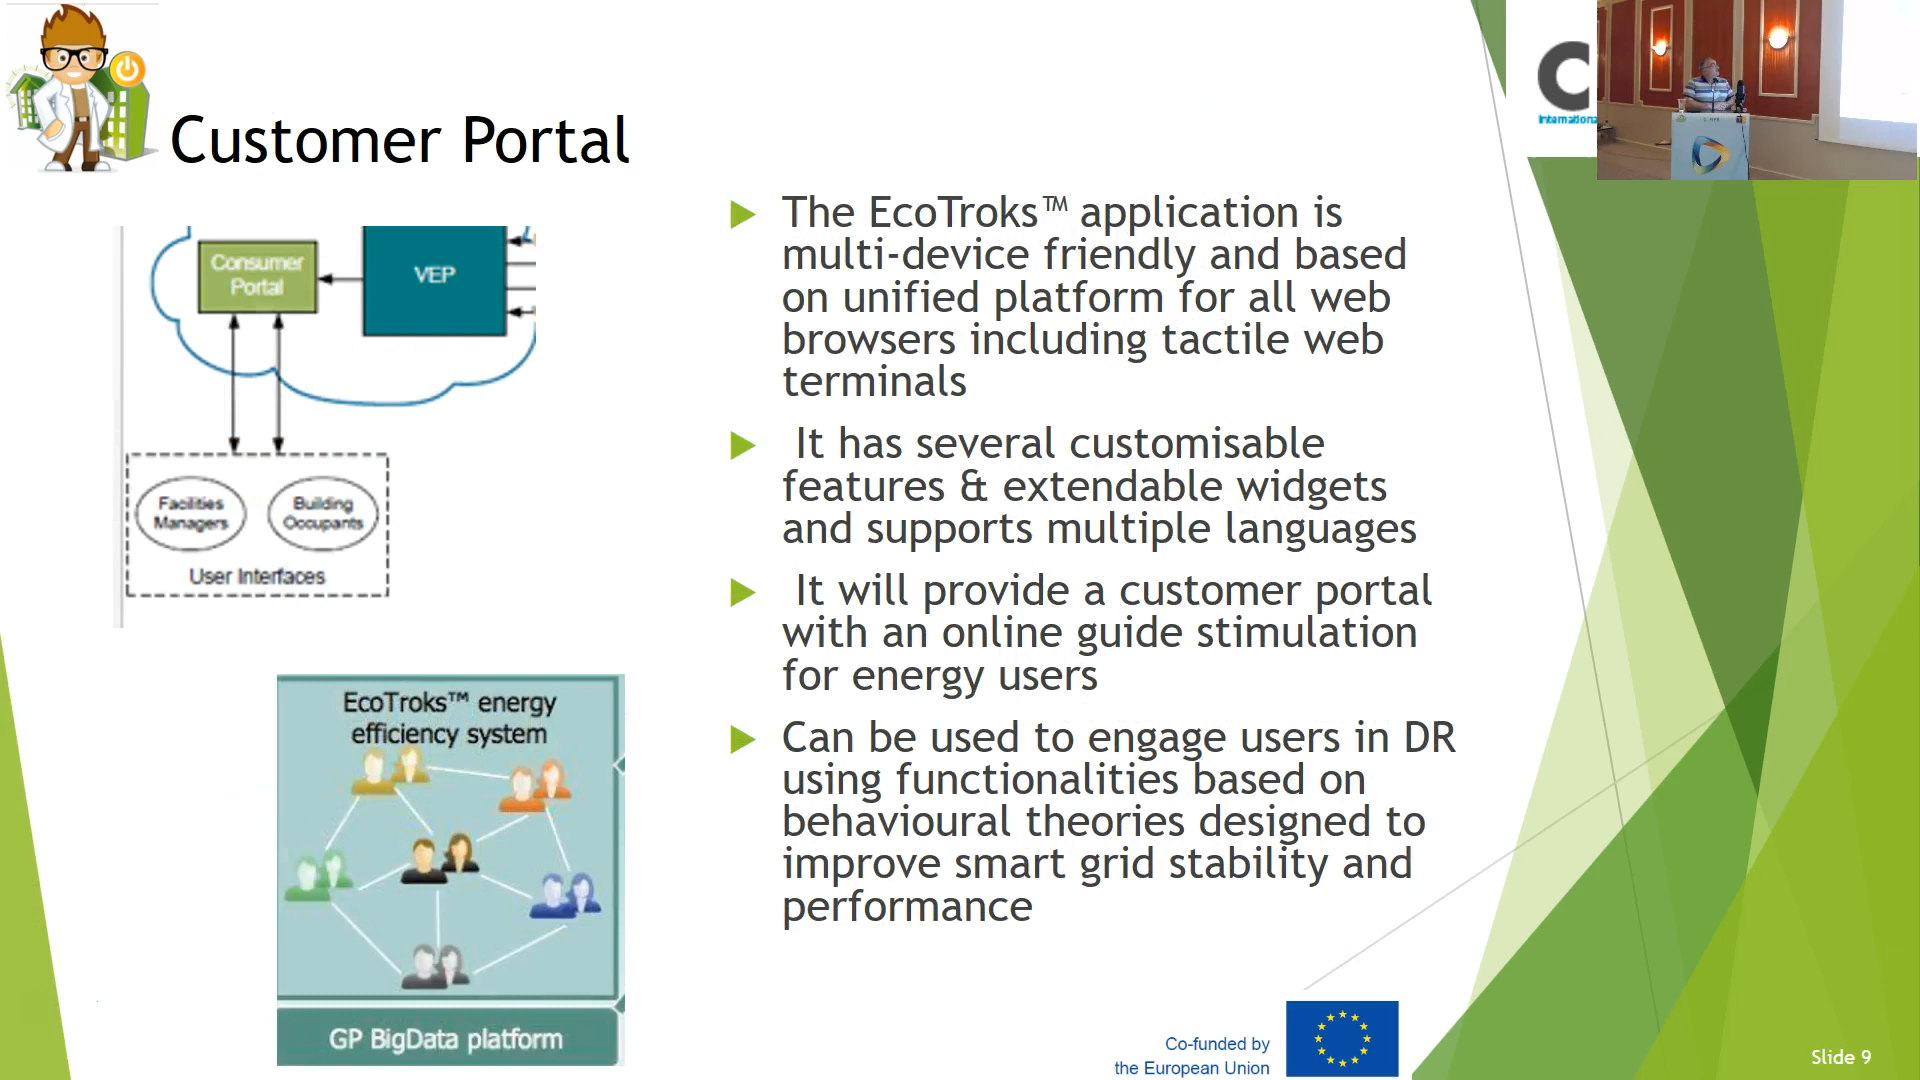 Customer Portal
International
Consumer
Portal
VEP
Facilities
Managers
Building
Occupants
User Interfaces
EcoTroks™ energy
efficiency system
GP BigData platform
The EcoTroks™ application is
multi-device friendly and based
on unified platform for all web
browsers including tactile web
terminals
It has several customisable
features & extendable widgets
and supports multiple languages
It will provide a customer portal
with an online guide stimulation
for energy users
Can be used to engage users in DR
using functionalities based on
behavioural theories designed to
improve smart grid stability and
performance
Co-funded by
the European Union
Slide 9